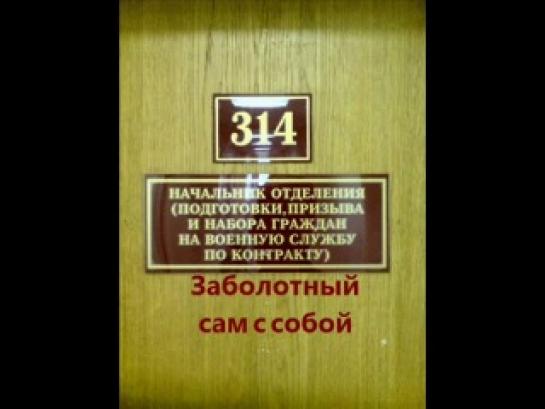 314
НАЧАЛЬНИК ОТДЕЛЕНИЯ
(ПОДГОТОВКИ, ПРИЗЫВА
И НАБОРА ГРАЖДАН
НА ВОЕННУЮ СЛУЖБУ
ПО КОНТРАКТУ)
Заболотный
сам с собой